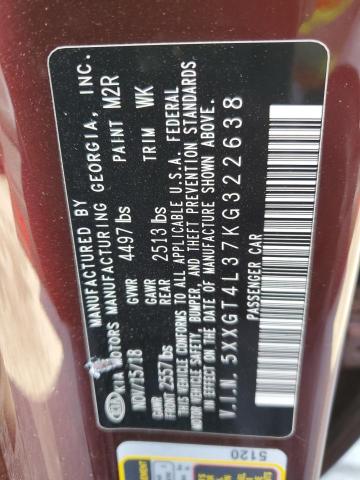 MANUFACTURED BY
KIA MOTORS MANUFACTURING GEORGIA, INC.
NOV/15/18 GVWR 4497 lbs PAINT M2R
GAWR FRONT 2557 lbs GAWR REAR 2513 lbs TRIM WK
THIS VEHICLE CONFORMS TO ALL APPLICABLE U.S.A. FEDERAL
MOTOR VEHICLE SAFETY, BUMPER, AND THEFT PREVENTION
STANDARDS IN EFFECT ON THE DATE OF MANUFACTURE SHOWN ABOVE.
V.I.N. 5XXGT4L37KG322638
PASSENGER CAR
5120